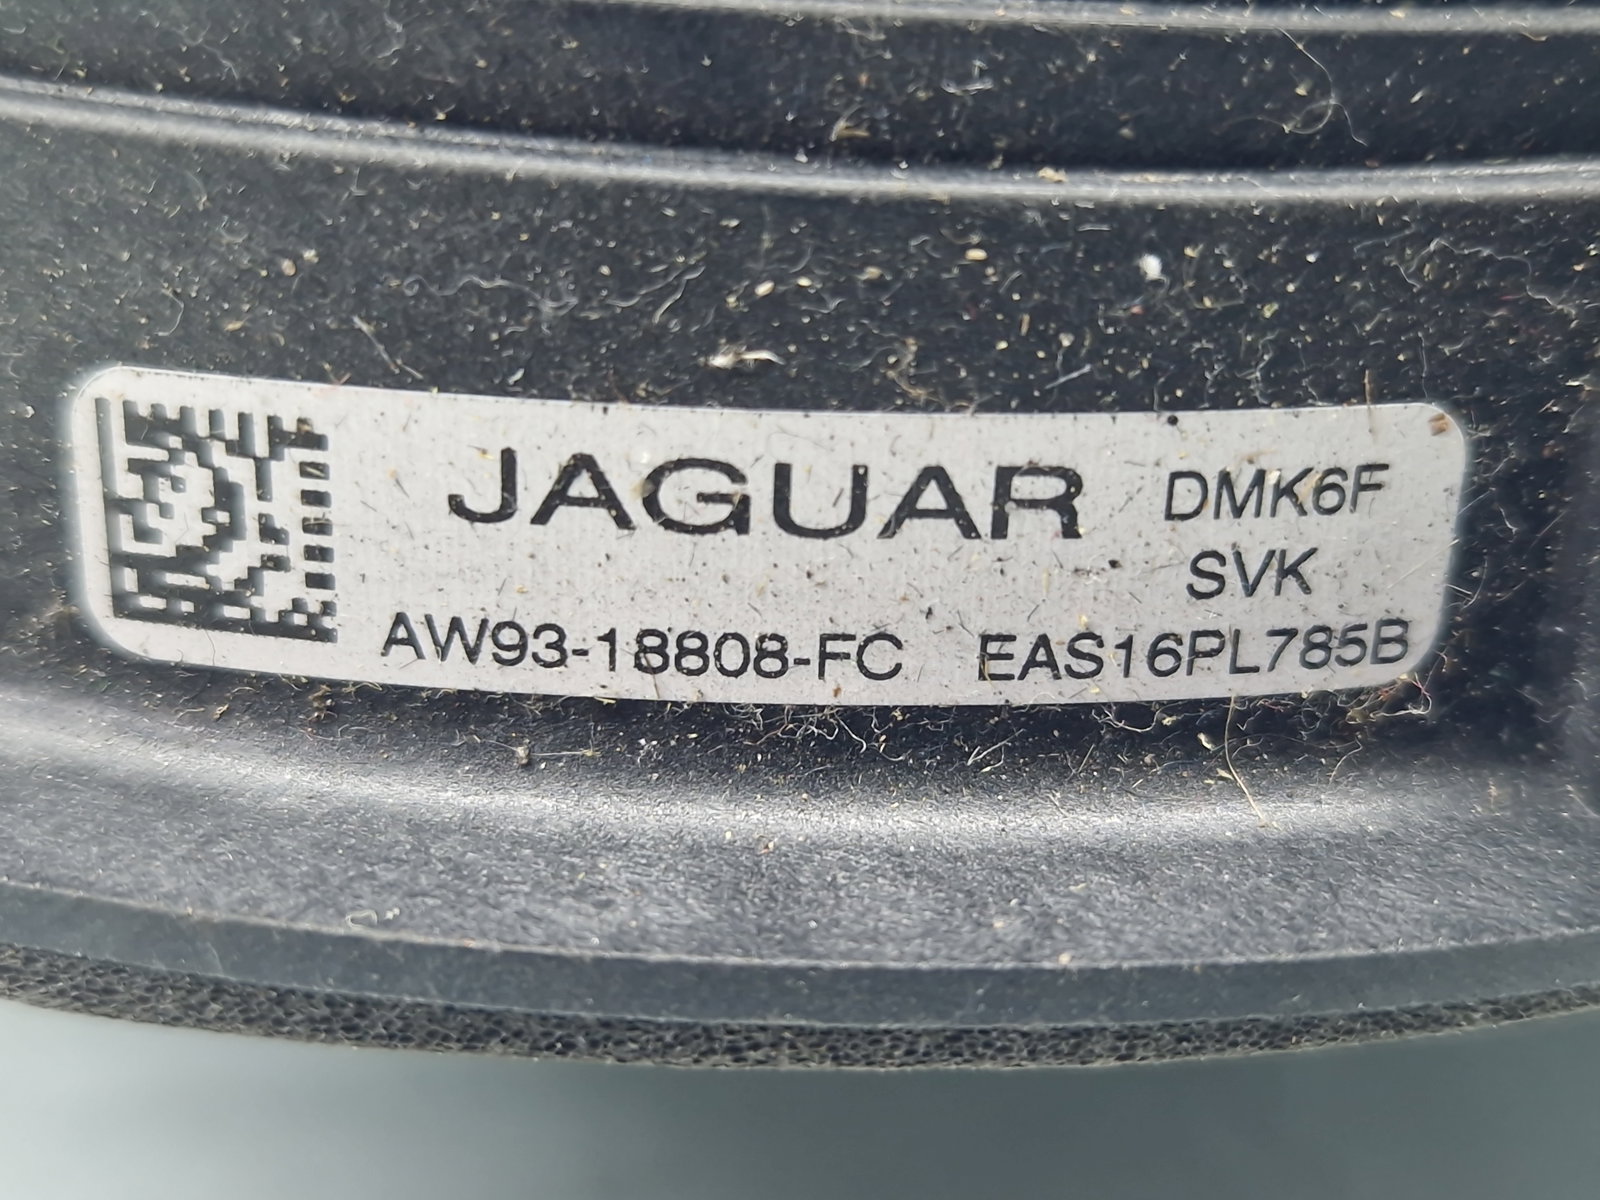 JAGUAR DMK6F
SVK
AW93-18808-FC EAS16PL785B